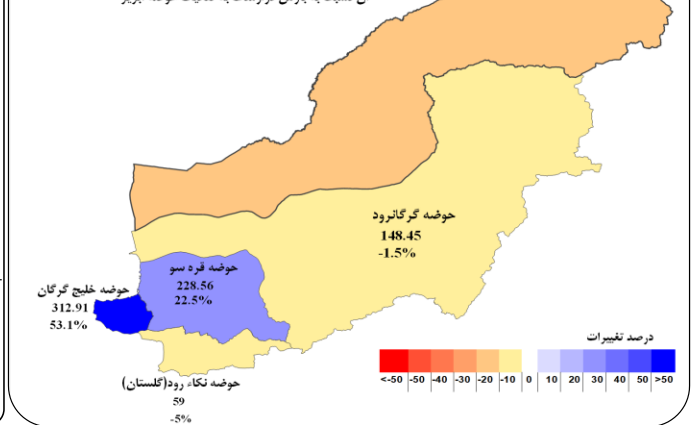 حوضه گرگانرود
148.45
-1.5%
حوضه قره سو
228.56
22.5%
حوضه خلیج گرگان
312.91
53.1%
حوضه نکاء رود(گلستان)
59
-5%
درصد تغییرات
<-50 -50 -40 -30 -20 -10 0 10 20 30 40 50 >50